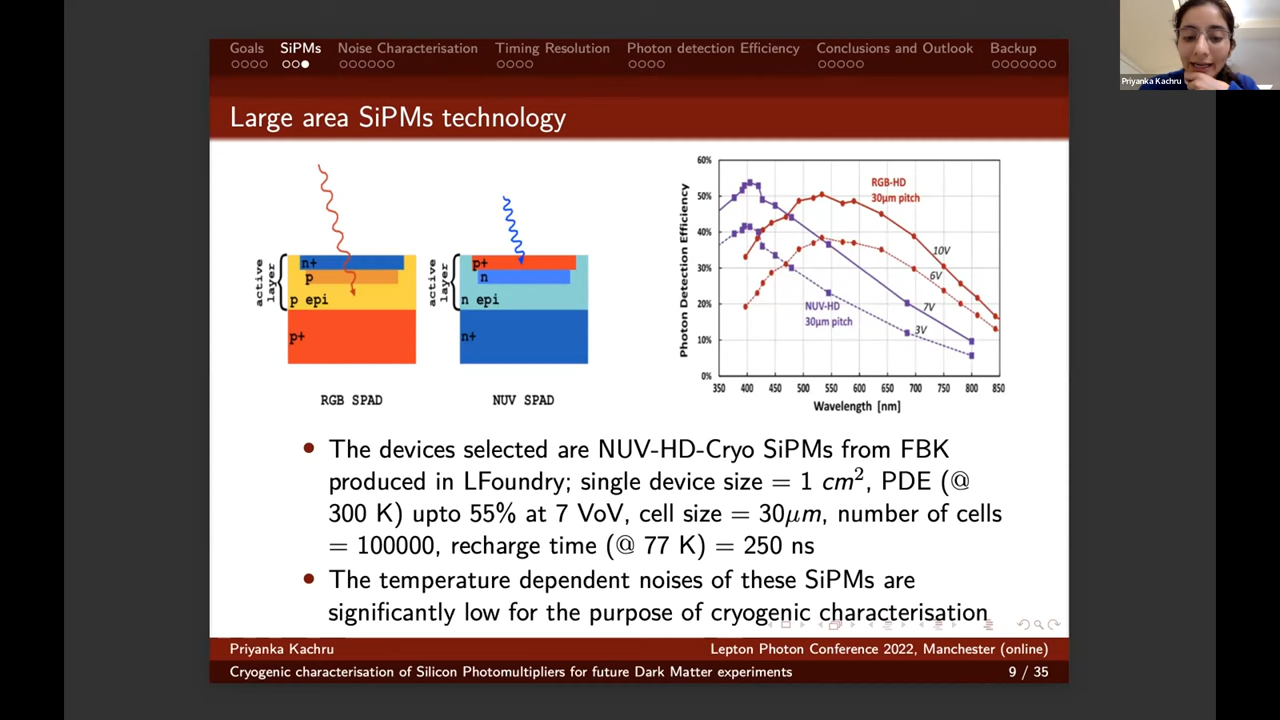 Goals SiPMs Noise Characterisation Timing Resolution Photon detection Efficiency Conclusions and Outlook Backup
Priyanka Kachru
Large area SiPMs technology
active layer
n+
p
p epi
p+
RGB SPAD
active layer
p+
n
n epi
n+
NUV SPAD
Photon Detection Efficiency
60%
50%
40%
30%
20%
10%
0%
RGB-HD
30μm pitch
10V
6V
7V
3V
NUV-HD
30μm pitch
350 400 450 500 550 600 650 700 750 800 850
Wavelength [nm]
The devices selected are NUV-HD-Cryo SiPMs from FBK
produced in LFoundry; single device size = 1 cm², PDE (@
300 K) upto 55% at 7 VoV, cell size = 30μm, number of cells
= 100000, recharge time (@ 77 K) = 250 ns
The temperature dependent noises of these SiPMs are
significantly low for the purpose of cryogenic characterisation
Priyanka Kachru Lepton Photon Conference 2022, Manchester (online)
Cryogenic characterisation of Silicon Photomultipliers for future Dark Matter experiments 9 / 35